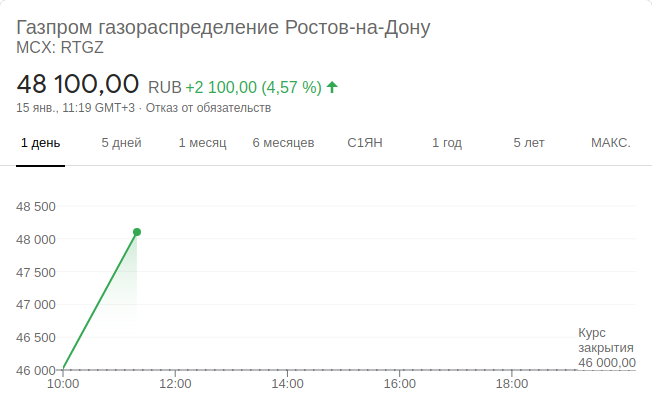 Газпром газораспределение Ростов-на-Дону
MCX: RTGZ
48 100,00 RUB +2 100,00 (4,57 %)
15 янв., 11:19 GMT+3 · Отказ от обязательств
1 день 5 дней 1 месяц 6 месяцев С1ЯН 1 год 5 лет МАКС.
48 500
48 000
47 500
47 000
46 500
46 000
Курс
закрытия
46 000,00
10:00 12:00 14:00 16:00 18:00